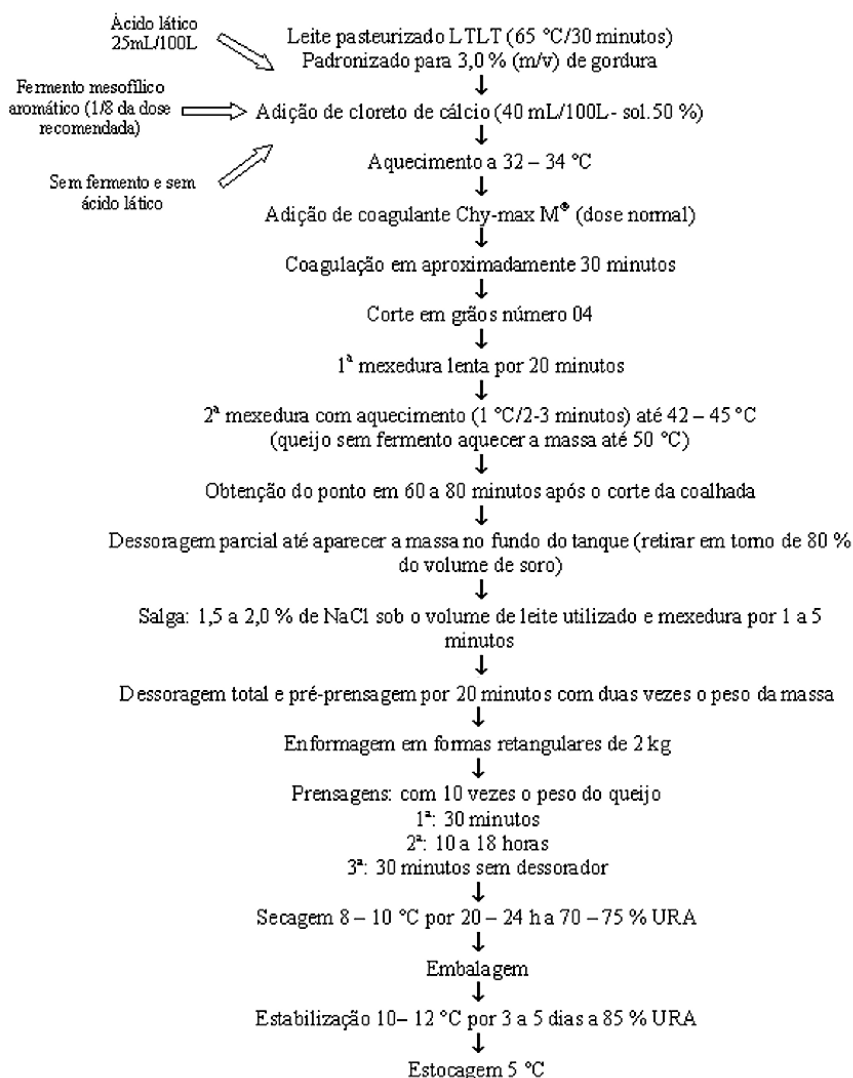 Ácido lático
25mL/100L
Leite pasteurizado LTLT (65 °C/30 minutos)
Padronizado para 3,0 % (m/v) de gordura
Fermento mesofílico
aromático (1/8 da dose
recomendada)
Adição de cloreto de cálcio (40 mL/100L- sol.50 %)
Sem fermento e sem
ácido lático
Aquecimento a 32 – 34 °C
Adição de coagulante Chy-max M® (dose normal)
Coagulação em aproximadamente 30 minutos
Corte em grãos número 04
1ª mexedura lenta por 20 minutos
2ª mexedura com aquecimento (1 °C/2-3 minutos) até 42 – 45 °C
(queijo sem fermento aquecer a massa até 50 °C)
Obtenção do ponto em 60 a 80 minutos após o corte da coalhada
Dessoragem parcial até aparecer a massa no fundo do tanque (retirar em torno de 80 %
do volume de soro)
Salga: 1,5 a 2,0 % de NaCl sob o volume de leite utilizado e mexedura por 1 a 5
minutos
Dessoragem total e pré-prensagem por 20 minutos com duas vezes o peso da massa
Enformagem em formas retangulares de 2 kg
Prensagens: com 10 vezes o peso do queijo
1ª: 30 minutos
2ª: 10 a 18 horas
3ª: 30 minutos sem dessorador
Secagem 8 – 10 °C por 20 – 24 h a 70 – 75 % URA
Embalagem
Estabilização 10– 12 °C por 3 a 5 dias a 85 % URA
Estocagem 5 °C